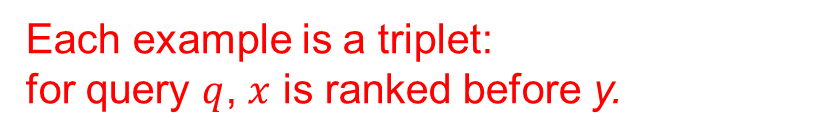 Each example is a triplet:
for query q, x is ranked before y.